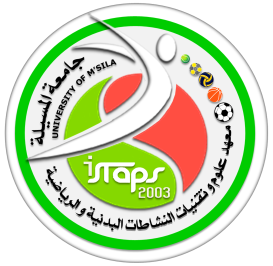 جامعة المسيلة
UNIVERSITY OF M'SILA
iSTAPS
2003
معهد علوم و تقنيات النشاطات البدنية و الرياضية